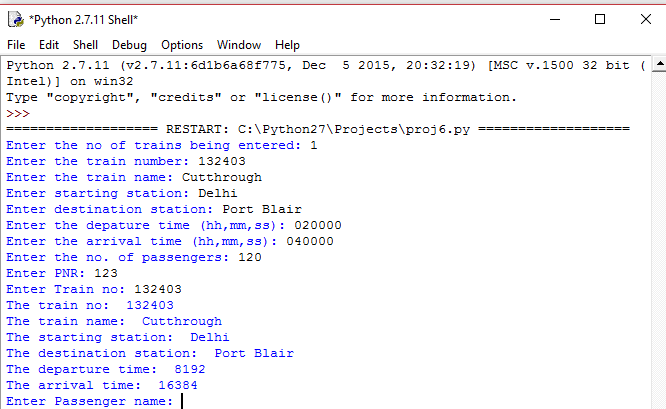 *Python 2.7.11 Shell*
File Edit Shell Debug Options Window Help
Python 2.7.11 (v2.7.11:6d1b6a68f775, Dec  5 2015, 20:32:19) [MSC v.1500 32 bit (
Intel)] on win32
Type "copyright", "credits" or "license()" for more information.
>>>
=================== RESTART: C:\Python27\Projects\proj6.py ===================
Enter the no of trains being entered: 1
Enter the train number: 132403
Enter the train name: Cutthrough
Enter starting station: Delhi
Enter destination station: Port Blair
Enter the depature time (hh,mm,ss): 020000
Enter the arrival time (hh,mm,ss): 040000
Enter the no. of passengers: 120
Enter PNR: 123
Enter Train no: 132403
The train no:  132403
The train name:  Cutthrough
The starting station:  Delhi
The destination station:  Port Blair
The departure time:  8192
The arrival time:  16384
Enter Passenger name: